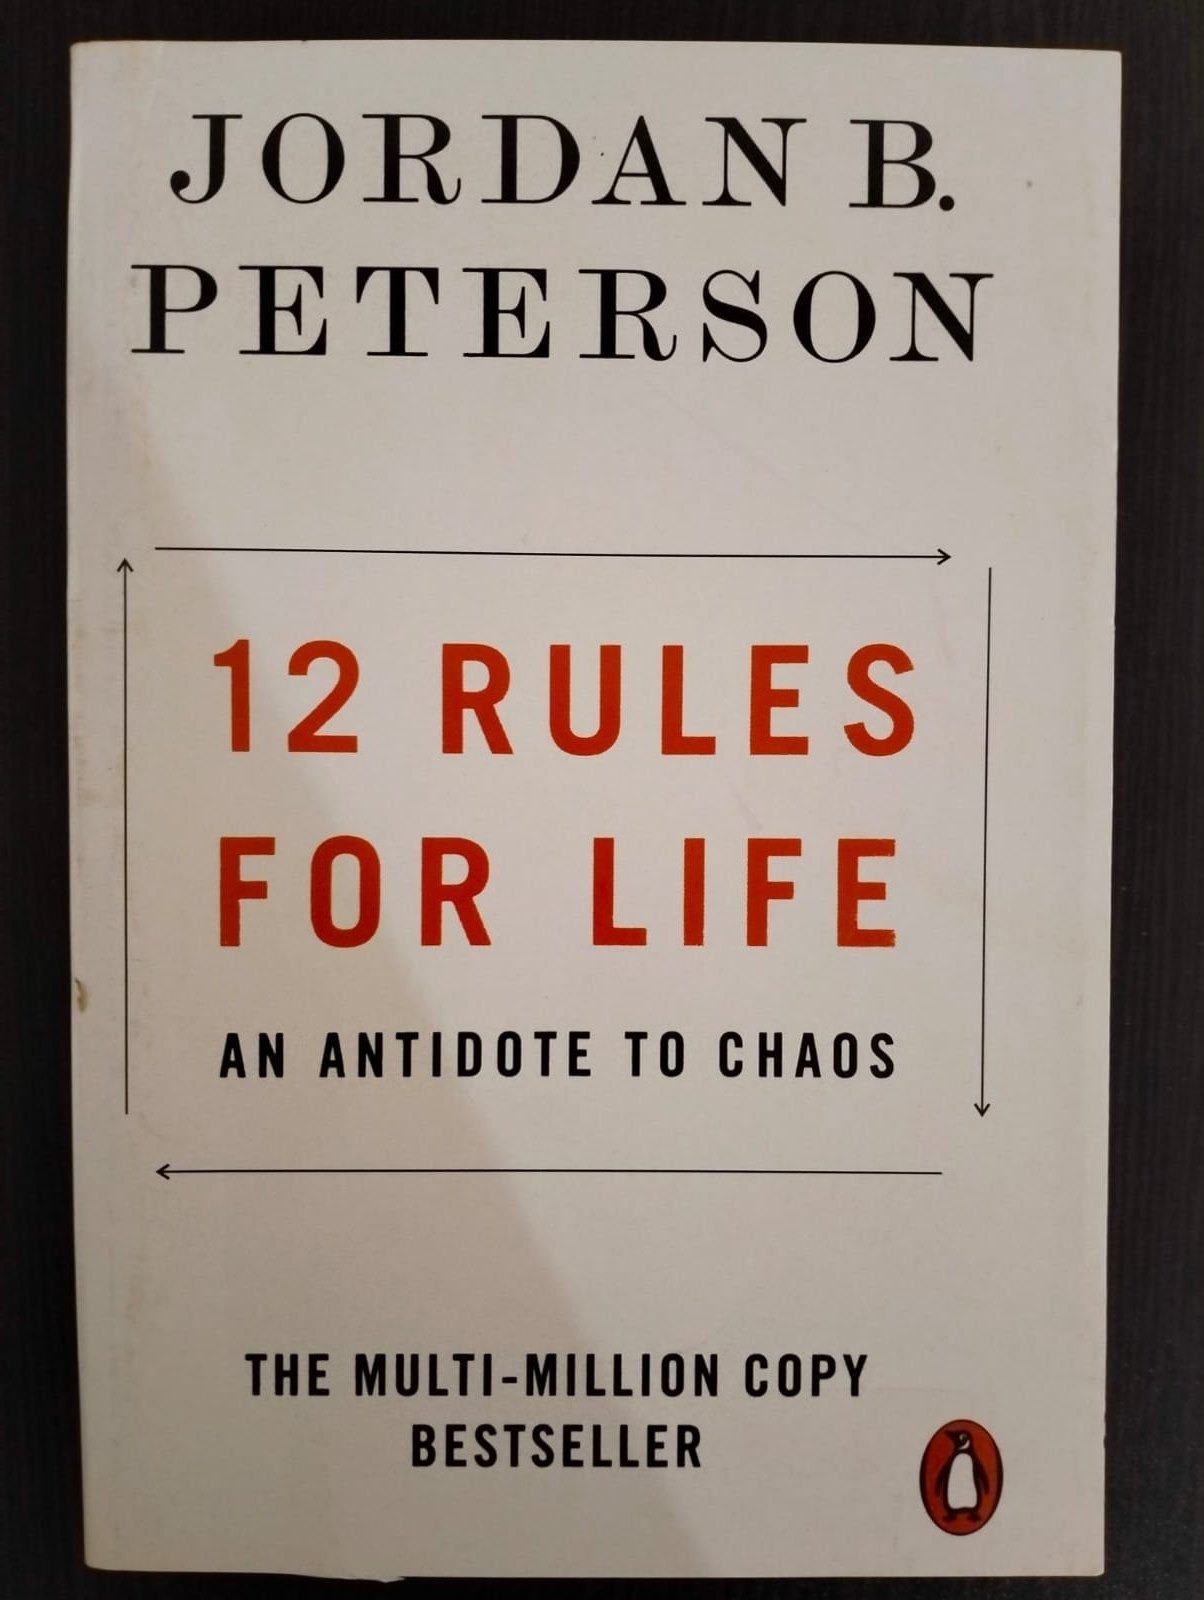 JORDAN B.
PETERSON
12 RULES
FOR LIFE
AN ANTIDOTE TO CHAOS
THE MULTI-MILLION COPY
BESTSELLER